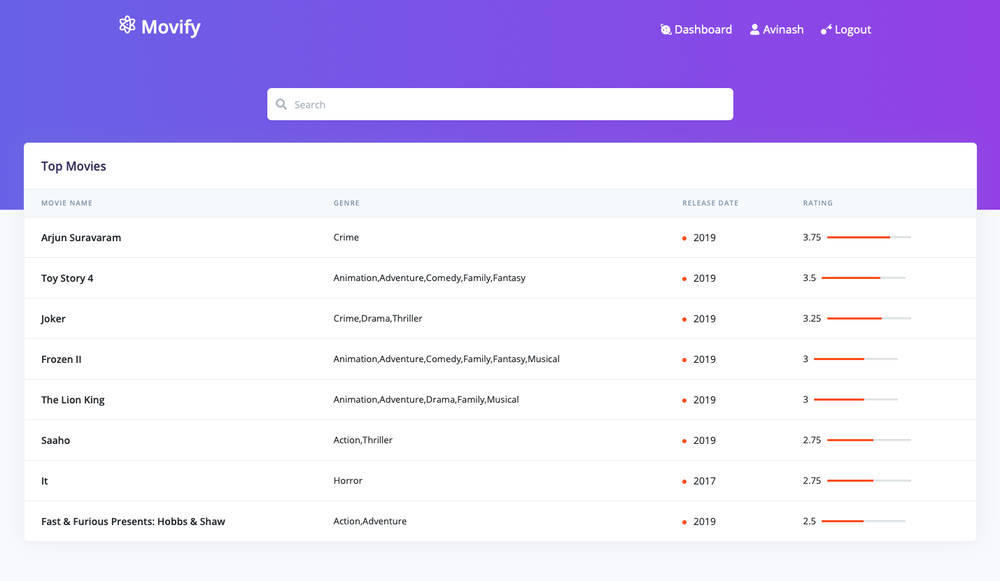 Movify
Dashboard Avinash Logout
Search
Top Movies
MOVIE NAME GENRE RELEASE DATE RATING
Arjun Suravaram Crime 2019 3.75
Toy Story 4 Animation,Adventure,Comedy,Family,Fantasy 2019 3.5
Joker Crime,Drama,Thriller 2019 3.25
Frozen II Animation,Adventure,Comedy,Family,Fantasy,Musical 2019 3
The Lion King Animation,Adventure,Drama,Family,Musical 2019 3
Saaho Action,Thriller 2019 2.75
It Horror 2017 2.75
Fast & Furious Presents: Hobbs & Shaw Action,Adventure 2019 2.5